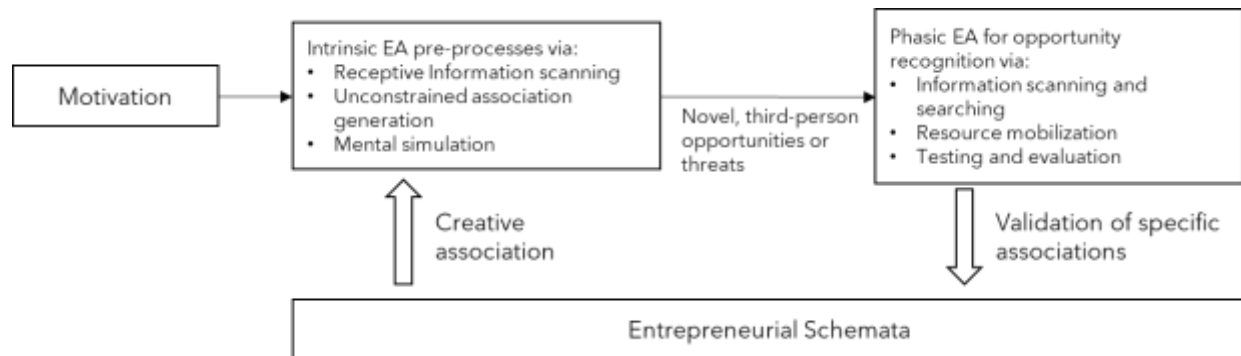 Motivation
Intrinsic EA pre-processes via:
• Receptive Information scanning
• Unconstrained association
generation
• Mental simulation
Novel, third-person
opportunities or
threats
Phasic EA for opportunity
recognition via:
• Information scanning and
searching
• Resource mobilization
• Testing and evaluation
Creative
association
Validation of specific
associations
Entrepreneurial Schemata